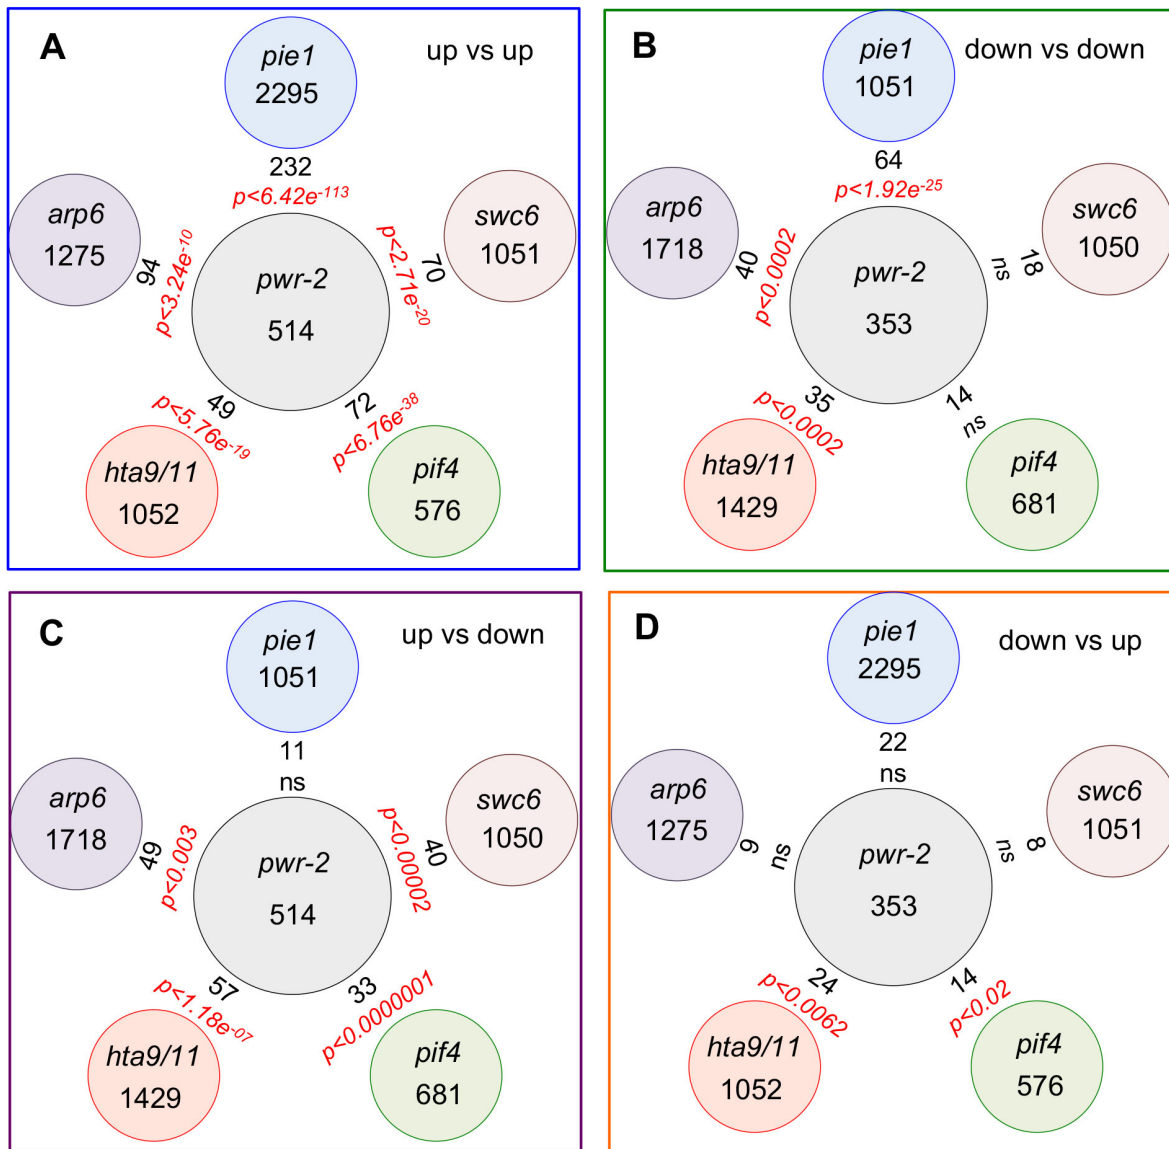 A
up vs up
pie1
2295
232
p<6.42e-113
arp6
1275
94
p<3.24e-10
swc6
1051
70
p<2.71e-20
pwr-2
514
49
p<5.76e-19
72
p<6.76e-38
hta9/11
1052
pif4
576
B
down vs down
pie1
1051
64
p<1.92e-25
arp6
1718
40
p<0.0002
swc6
1050
18
ns
pwr-2
353
35
p<0.0002
14
ns
hta9/11
1429
pif4
681
C
up vs down
pie1
1051
11
ns
arp6
1718
49
p<0.003
swc6
1050
40
p<0.00002
pwr-2
514
57
p<1.18e-07
33
p<0.0000001
hta9/11
1429
pif4
681
D
down vs up
pie1
2295
22
ns
arp6
1275
9
ns
swc6
1051
8
ns
pwr-2
353
24
p<0.0062
14
p<0.02
hta9/11
1052
pif4
576